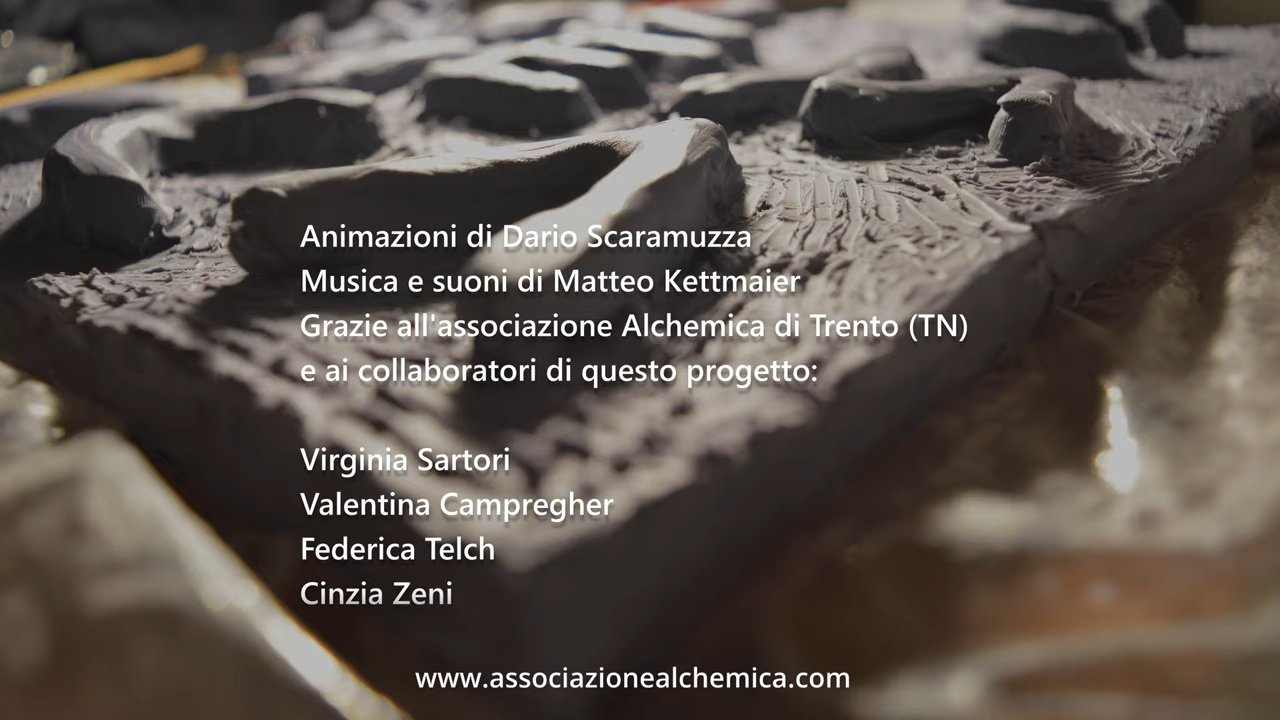 Animazioni di Dario Scaramuzza
Musica e suoni di Matteo Kettmaier
Grazie all'associazione Alchemica di Trento (TN)
e ai collaboratori di questo progetto:
Virginia Sartori
Valentina Campregher
Federica Telch
Cinzia Zeni
www.associazionealchemica.com